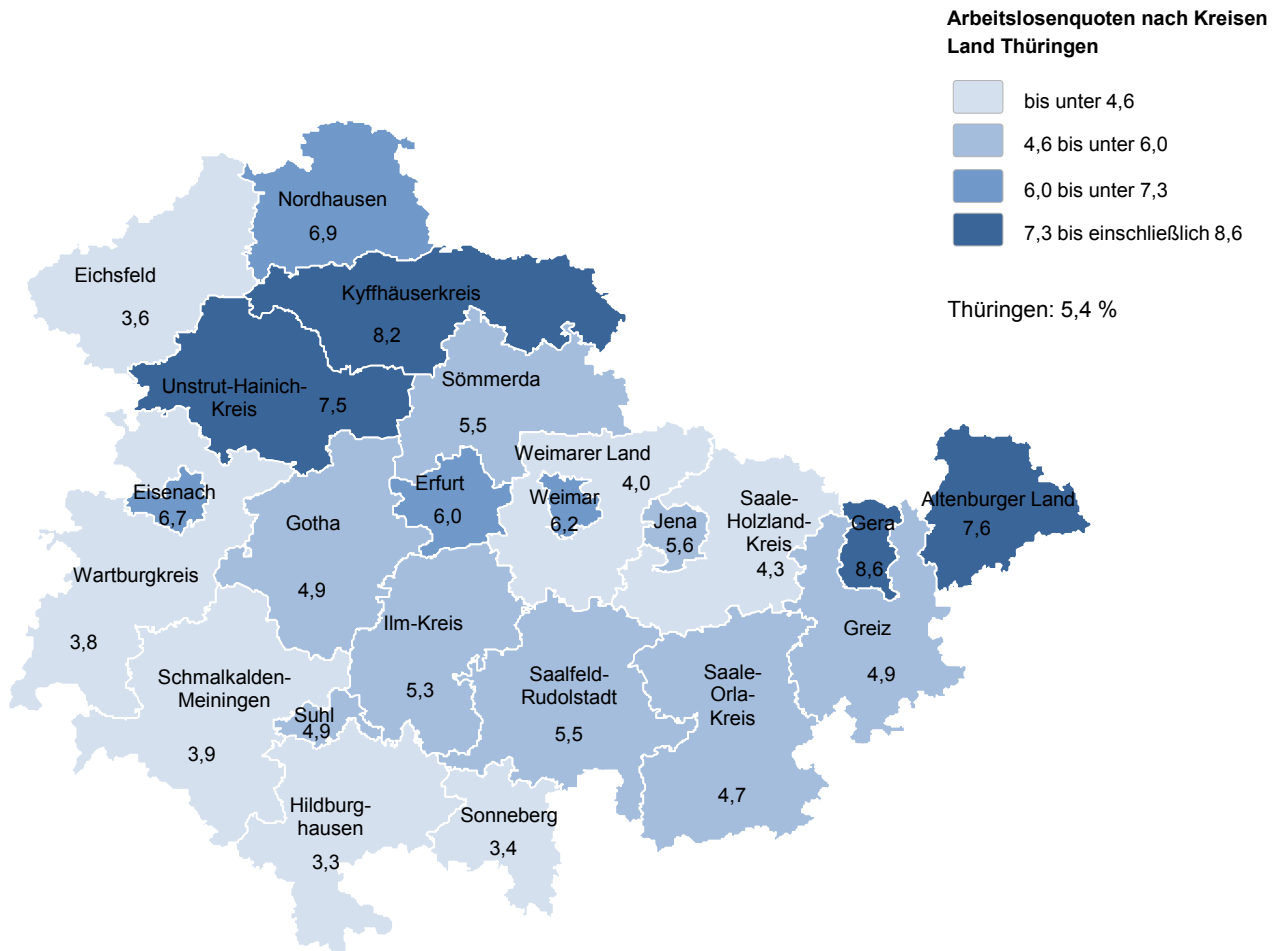 Arbeitslosenquoten nach Kreisen
Land Thüringen
bis unter 4,6
4,6 bis unter 6,0
6,0 bis unter 7,3
7,3 bis einschließlich 8,6
Thüringen: 5,4 %
Nordhausen
6,9
Eichsfeld
3,6
Kyffhäuserkreis
8,2
Unstrut-Hainich-
Kreis
7,5
Sömmerda
5,5
Weimarer Land
4,0
Eisenach
6,7
Gotha
4,9
Erfurt
6,0
Weimar
6,2
Jena
5,6
Saale-
Holzland-
Kreis
4,3
Gera
8,6
Altenburger Land
7,6
Wartburgkreis
3,8
Ilm-Kreis
5,3
Greiz
4,9
Schmalkalden-
Meiningen
3,9
Suhl
4,9
Saalfeld-
Rudolstadt
5,5
Saale-
Orla-
Kreis
4,7
Hildburg-
hausen
3,3
Sonneberg
3,4